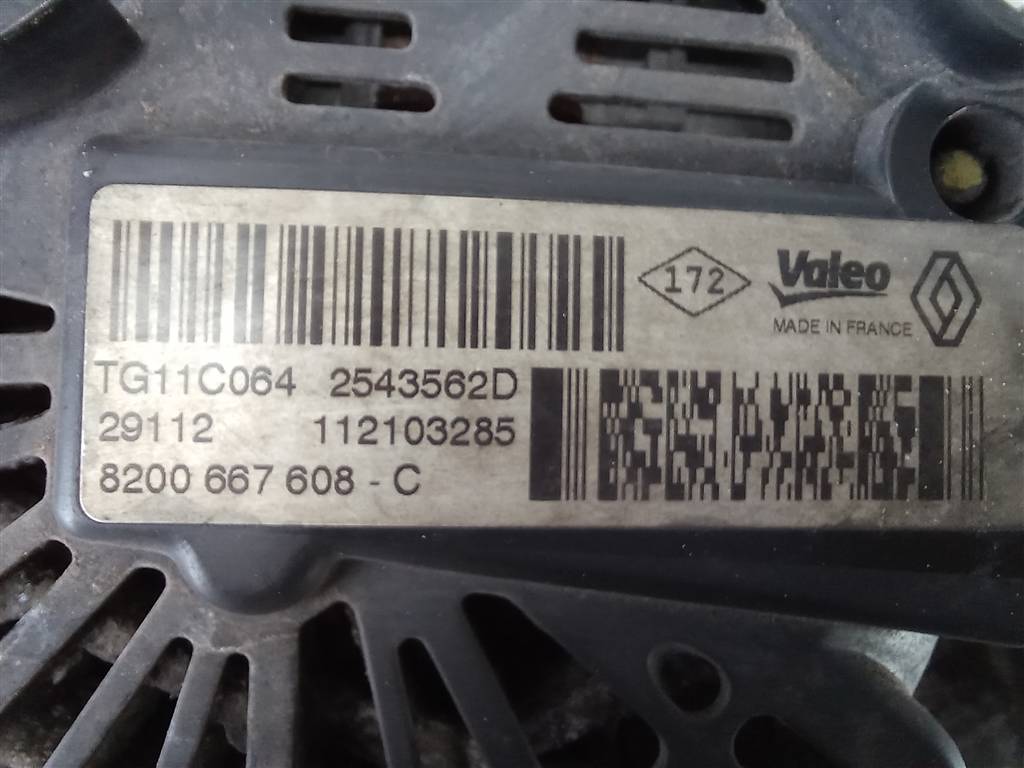 172
Valeo
MADE IN FRANCE
TG11C064 2543562D
29112 112103285
8200 667 608 - C